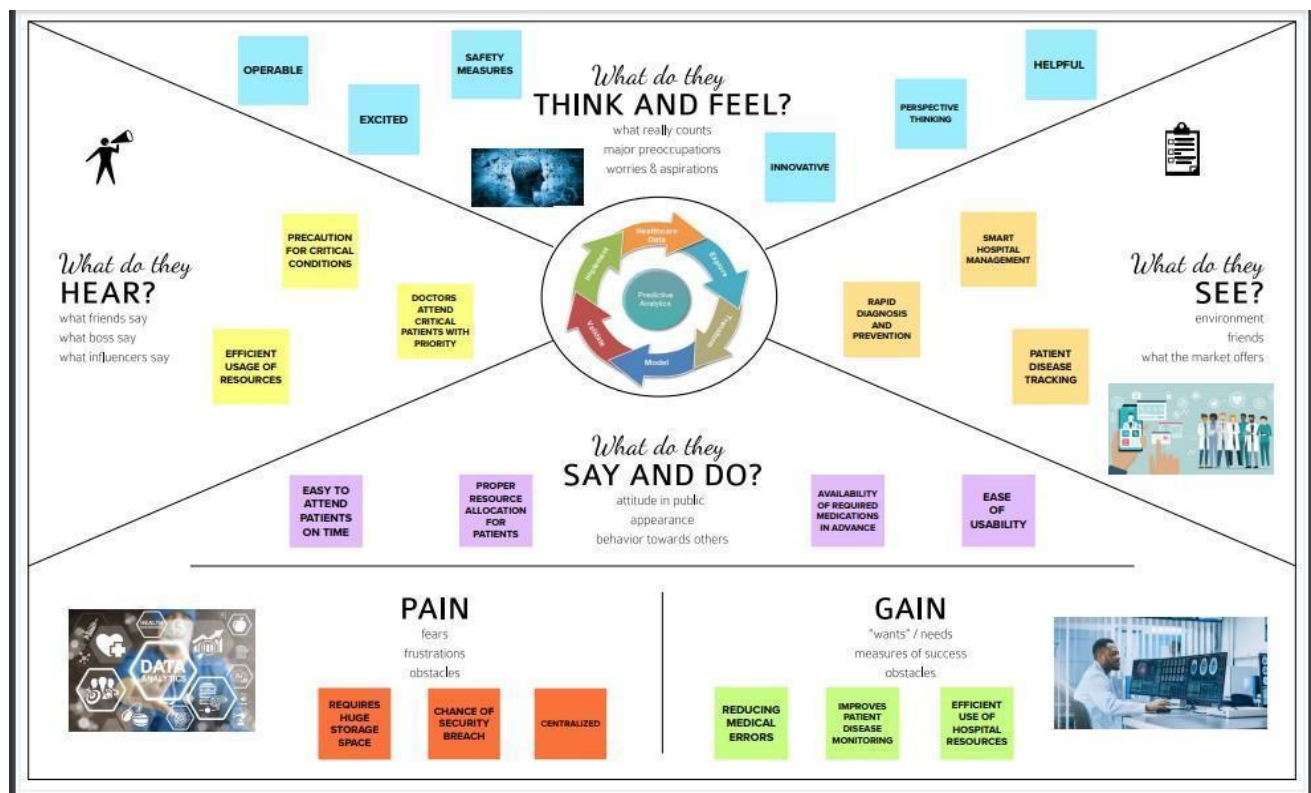 OPERABLE
EXCITED
SAFETY
MEASURES
What do they
THINK AND FEEL?
what really counts
major preoccupations
worries & aspirations
INNOVATIVE
PERSPECTIVE
THINKING
HELPFUL
What do they
HEAR?
what friends say
what boss say
what influencers say
PRECAUTION
FOR CRITICAL
CONDITIONS
DOCTORS
ATTEND
CRITICAL
PATIENTS WITH
PRIORITY
EFFICIENT
USAGE OF
RESOURCES
Healthcare
Data
Explore
Transform
Model
Validate
Implement
Predictive
Analytics
SMART
HOSPITAL
MANAGEMENT
RAPID
DIAGNOSIS
AND
PREVENTION
PATIENT
DISEASE
TRACKING
What do they
SEE?
environment
friends
what the market offers
What do they
SAY AND DO?
attitude in public
appearance
behavior towards others
EASY TO
ATTEND
PATIENTS
ON TIME
PROPER
RESOURCE
ALLOCATION
FOR
PATIENTS
AVAILABILITY
OF REQUIRED
MEDICATIONS
IN ADVANCE
EASE
OF
USABILITY
HEALTH
DATA
ANALYTICS
PAIN
fears
frustrations
obstacles
REQUIRES
HUGE
STORAGE
SPACE
CHANCE OF
SECURITY
BREACH
CENTRALIZED
GAIN
"wants" / needs
measures of success
obstacles
REDUCING
MEDICAL
ERRORS
IMPROVES
PATIENT
DISEASE
MONITORING
EFFICIENT
USE OF
HOSPITAL
RESOURCES